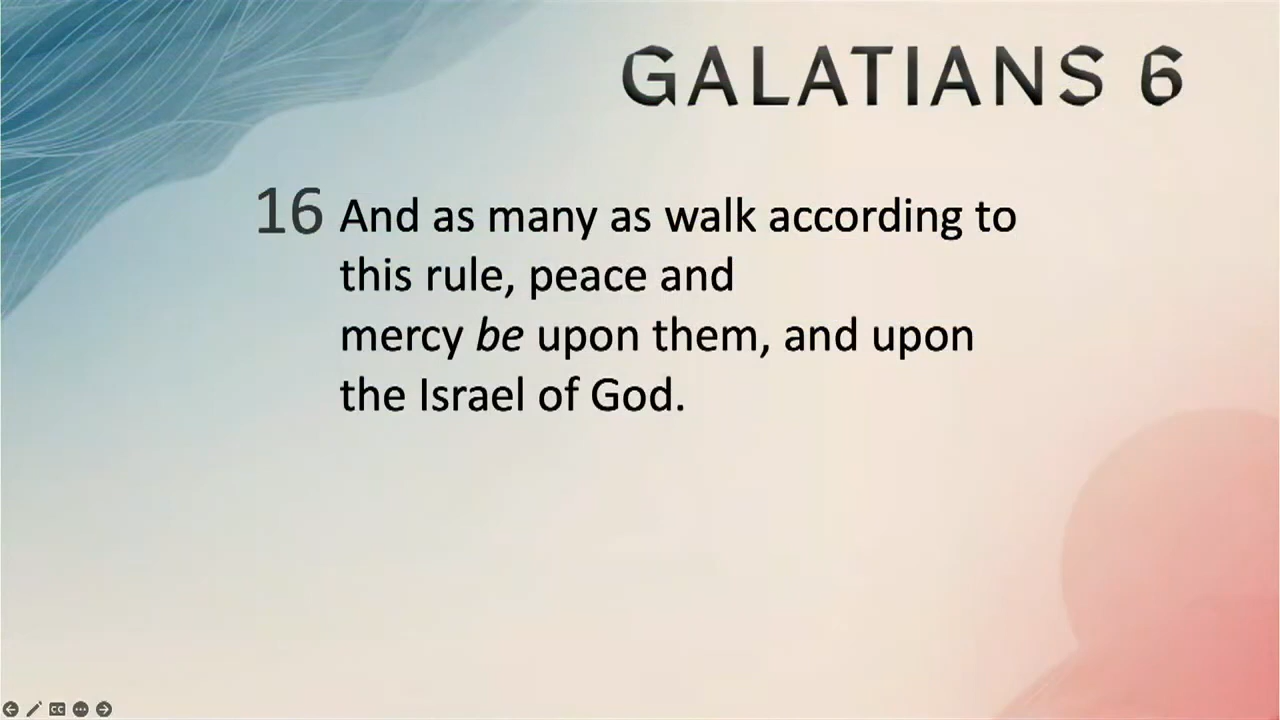 GALATIANS 6
16 And as many as walk according to
this rule, peace and
mercy be upon them, and upon
the Israel of God.
CC